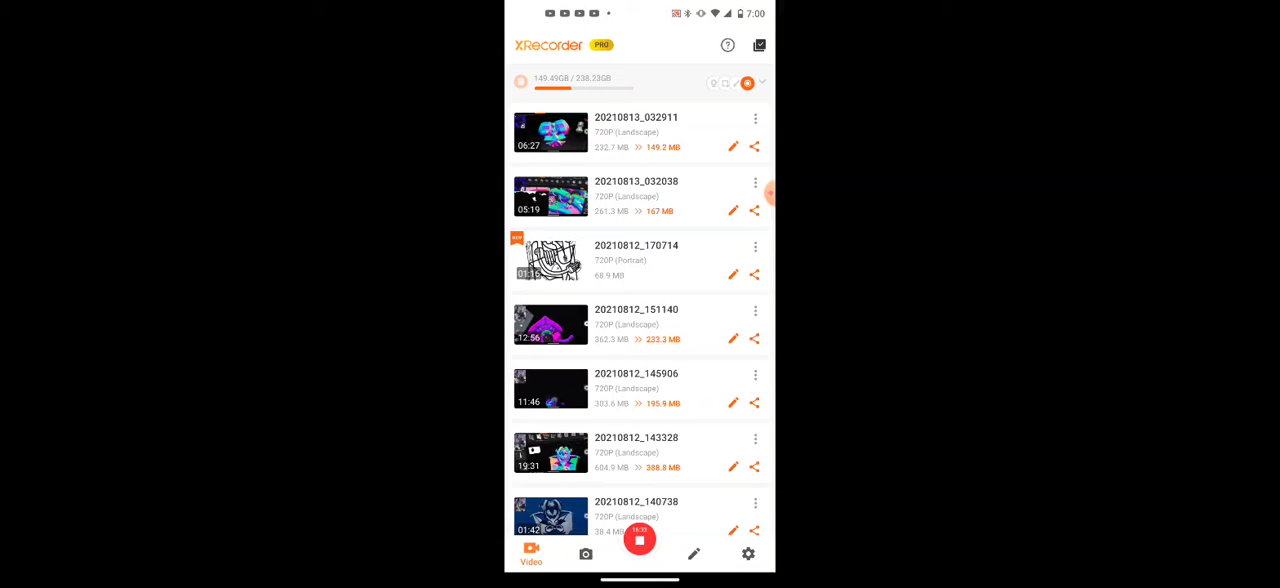 7:00
XRecorder PRO
149.49GB / 238.23GB
20210813_032911
720P (Landscape)
06:27
232.7 MB >> 149.2 MB
20210813_032038
720P (Landscape)
05:19
261.3 MB >> 167 MB
NEW
20210812_170714
720P (Portrait)
68.9 MB
20210812_151140
720P (Landscape)
12:56
362.3 MB >> 233.3 MB
20210812_145906
720P (Landscape)
11:46
303.6 MB >> 195.9 MB
20210812_143328
720P (Landscape)
19:31
604.9 MB >> 388.8 MB
20210812_140738
720P (Landscape)
01:42
38.4 MB
Video